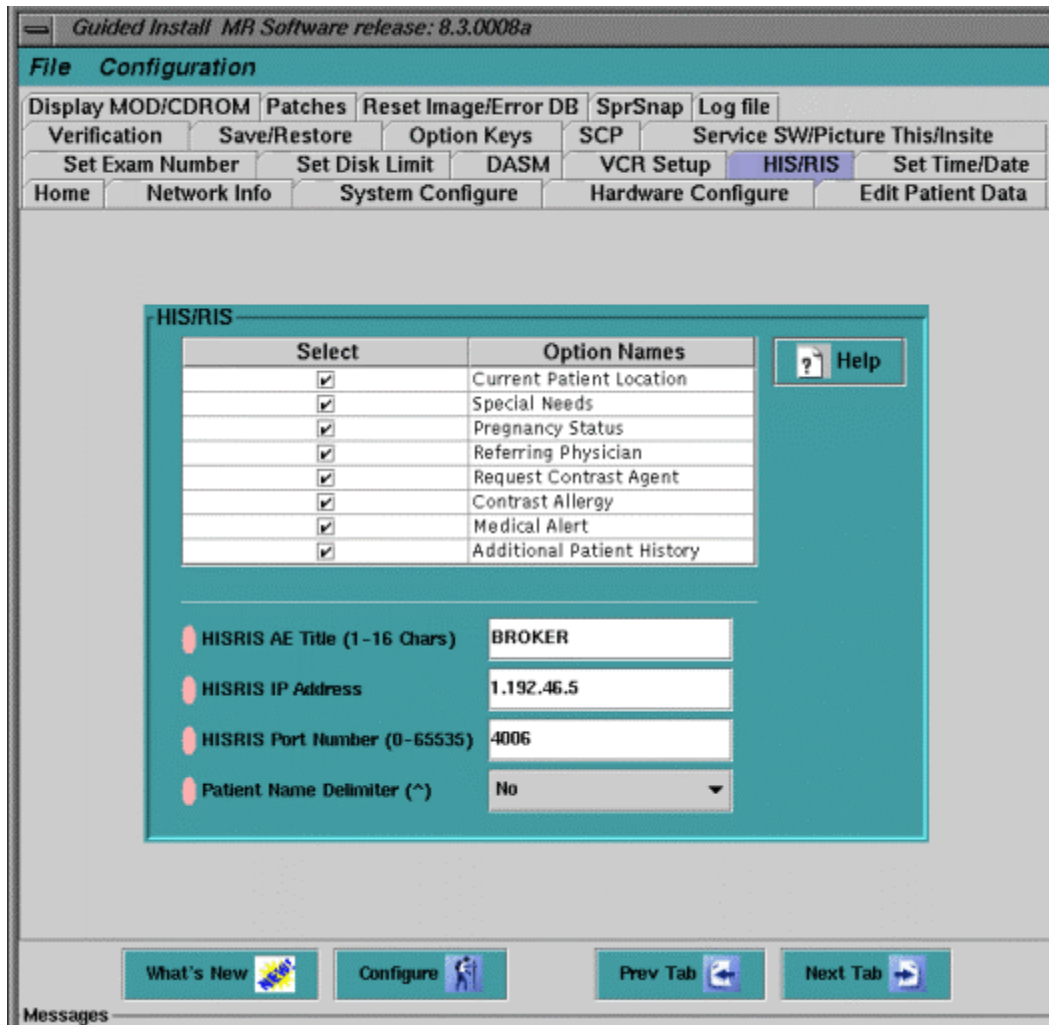 Guided Install MR Software release: 8.3.0008a
File Configuration
Display MOD/CDROM Patches Reset Image/Error DB SprSnap Log file
Verification Save/Restore Option Keys SCP Service SW/Picture This/Insite
Set Exam Number Set Disk Limit DASM VCR Setup HIS/RIS Set Time/Date
Home Network Info System Configure Hardware Configure Edit Patient Data
HIS/RIS
Select Option Names
? Help
Current Patient Location
Special Needs
Pregnancy Status
Referring Physician
Request Contrast Agent
Contrast Allergy
Medical Alert
Additional Patient History
HISRIS AE Title (1-16 Chars) BROKER
HISRIS IP Address 1.192.46.5
HISRIS Port Number (0-65535) 4006
Patient Name Delimiter (^) No
What's New NEW! Configure Prev Tab Next Tab
Messages